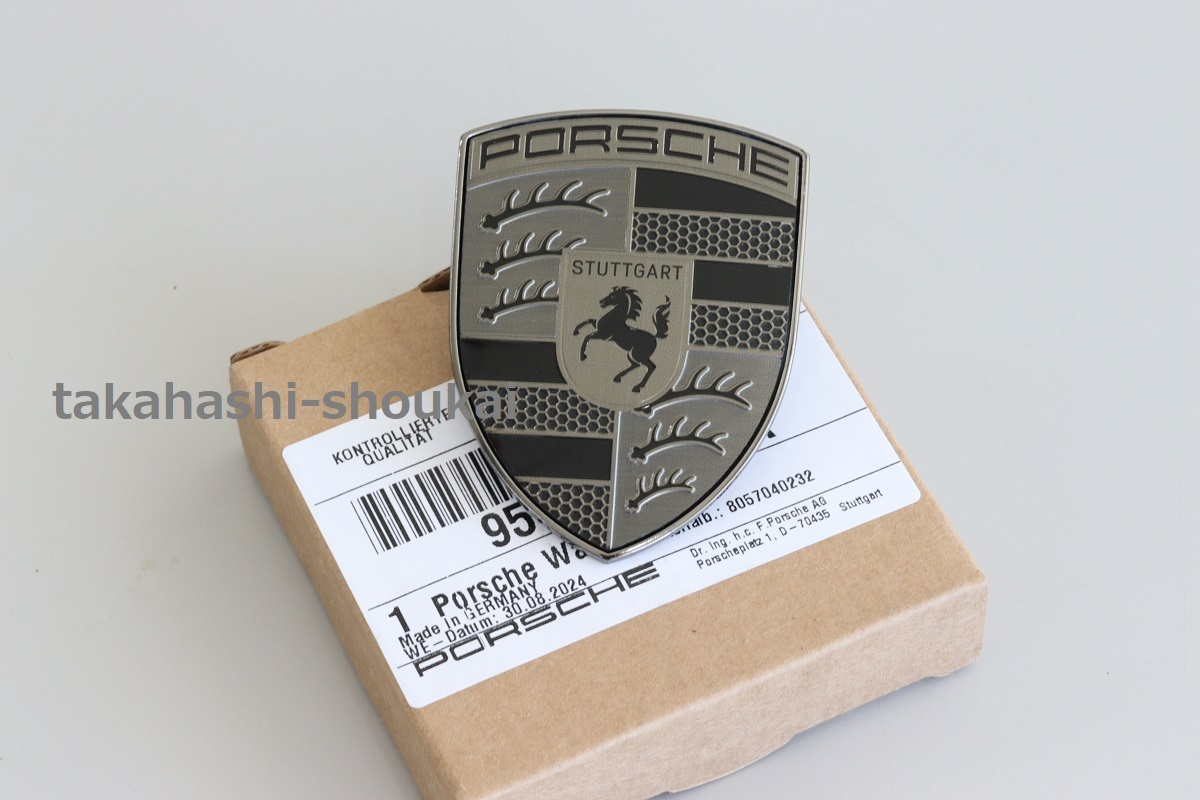 PORSCHE
STUTTGART
takahashi-shoukai
KONTROLLIERTE
QUALITÄT
95
1 Porsche Wa
8057040232
Made In GERMANY
WE-Datum: 30.08.2024
PORSCHE
Dr. Ing. h.c. F.Porsche AG
Porscheplatz 1, D-70435 Stuttgart